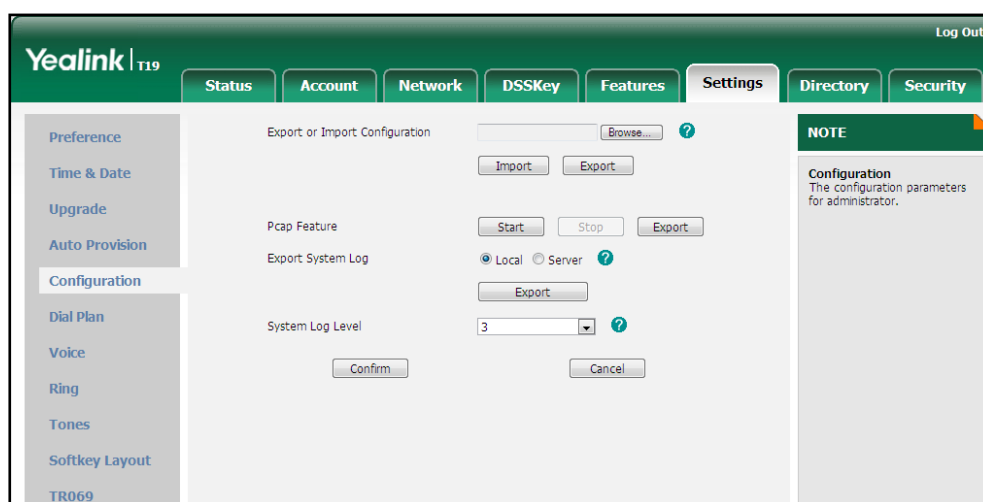 Log Out
Yealink | T19
Status Account Network DSSKey Features Settings Directory Security
Preference
Time & Date
Upgrade
Auto Provision
Configuration
Dial Plan
Voice
Ring
Tones
Softkey Layout
TR069
Export or Import Configuration Browse... ?
Import Export
Pcap Feature Start Stop Export
Export System Log Local Server ?
Export
System Log Level 3 ?
Confirm Cancel
NOTE
Configuration
The configuration parameters
for administrator.